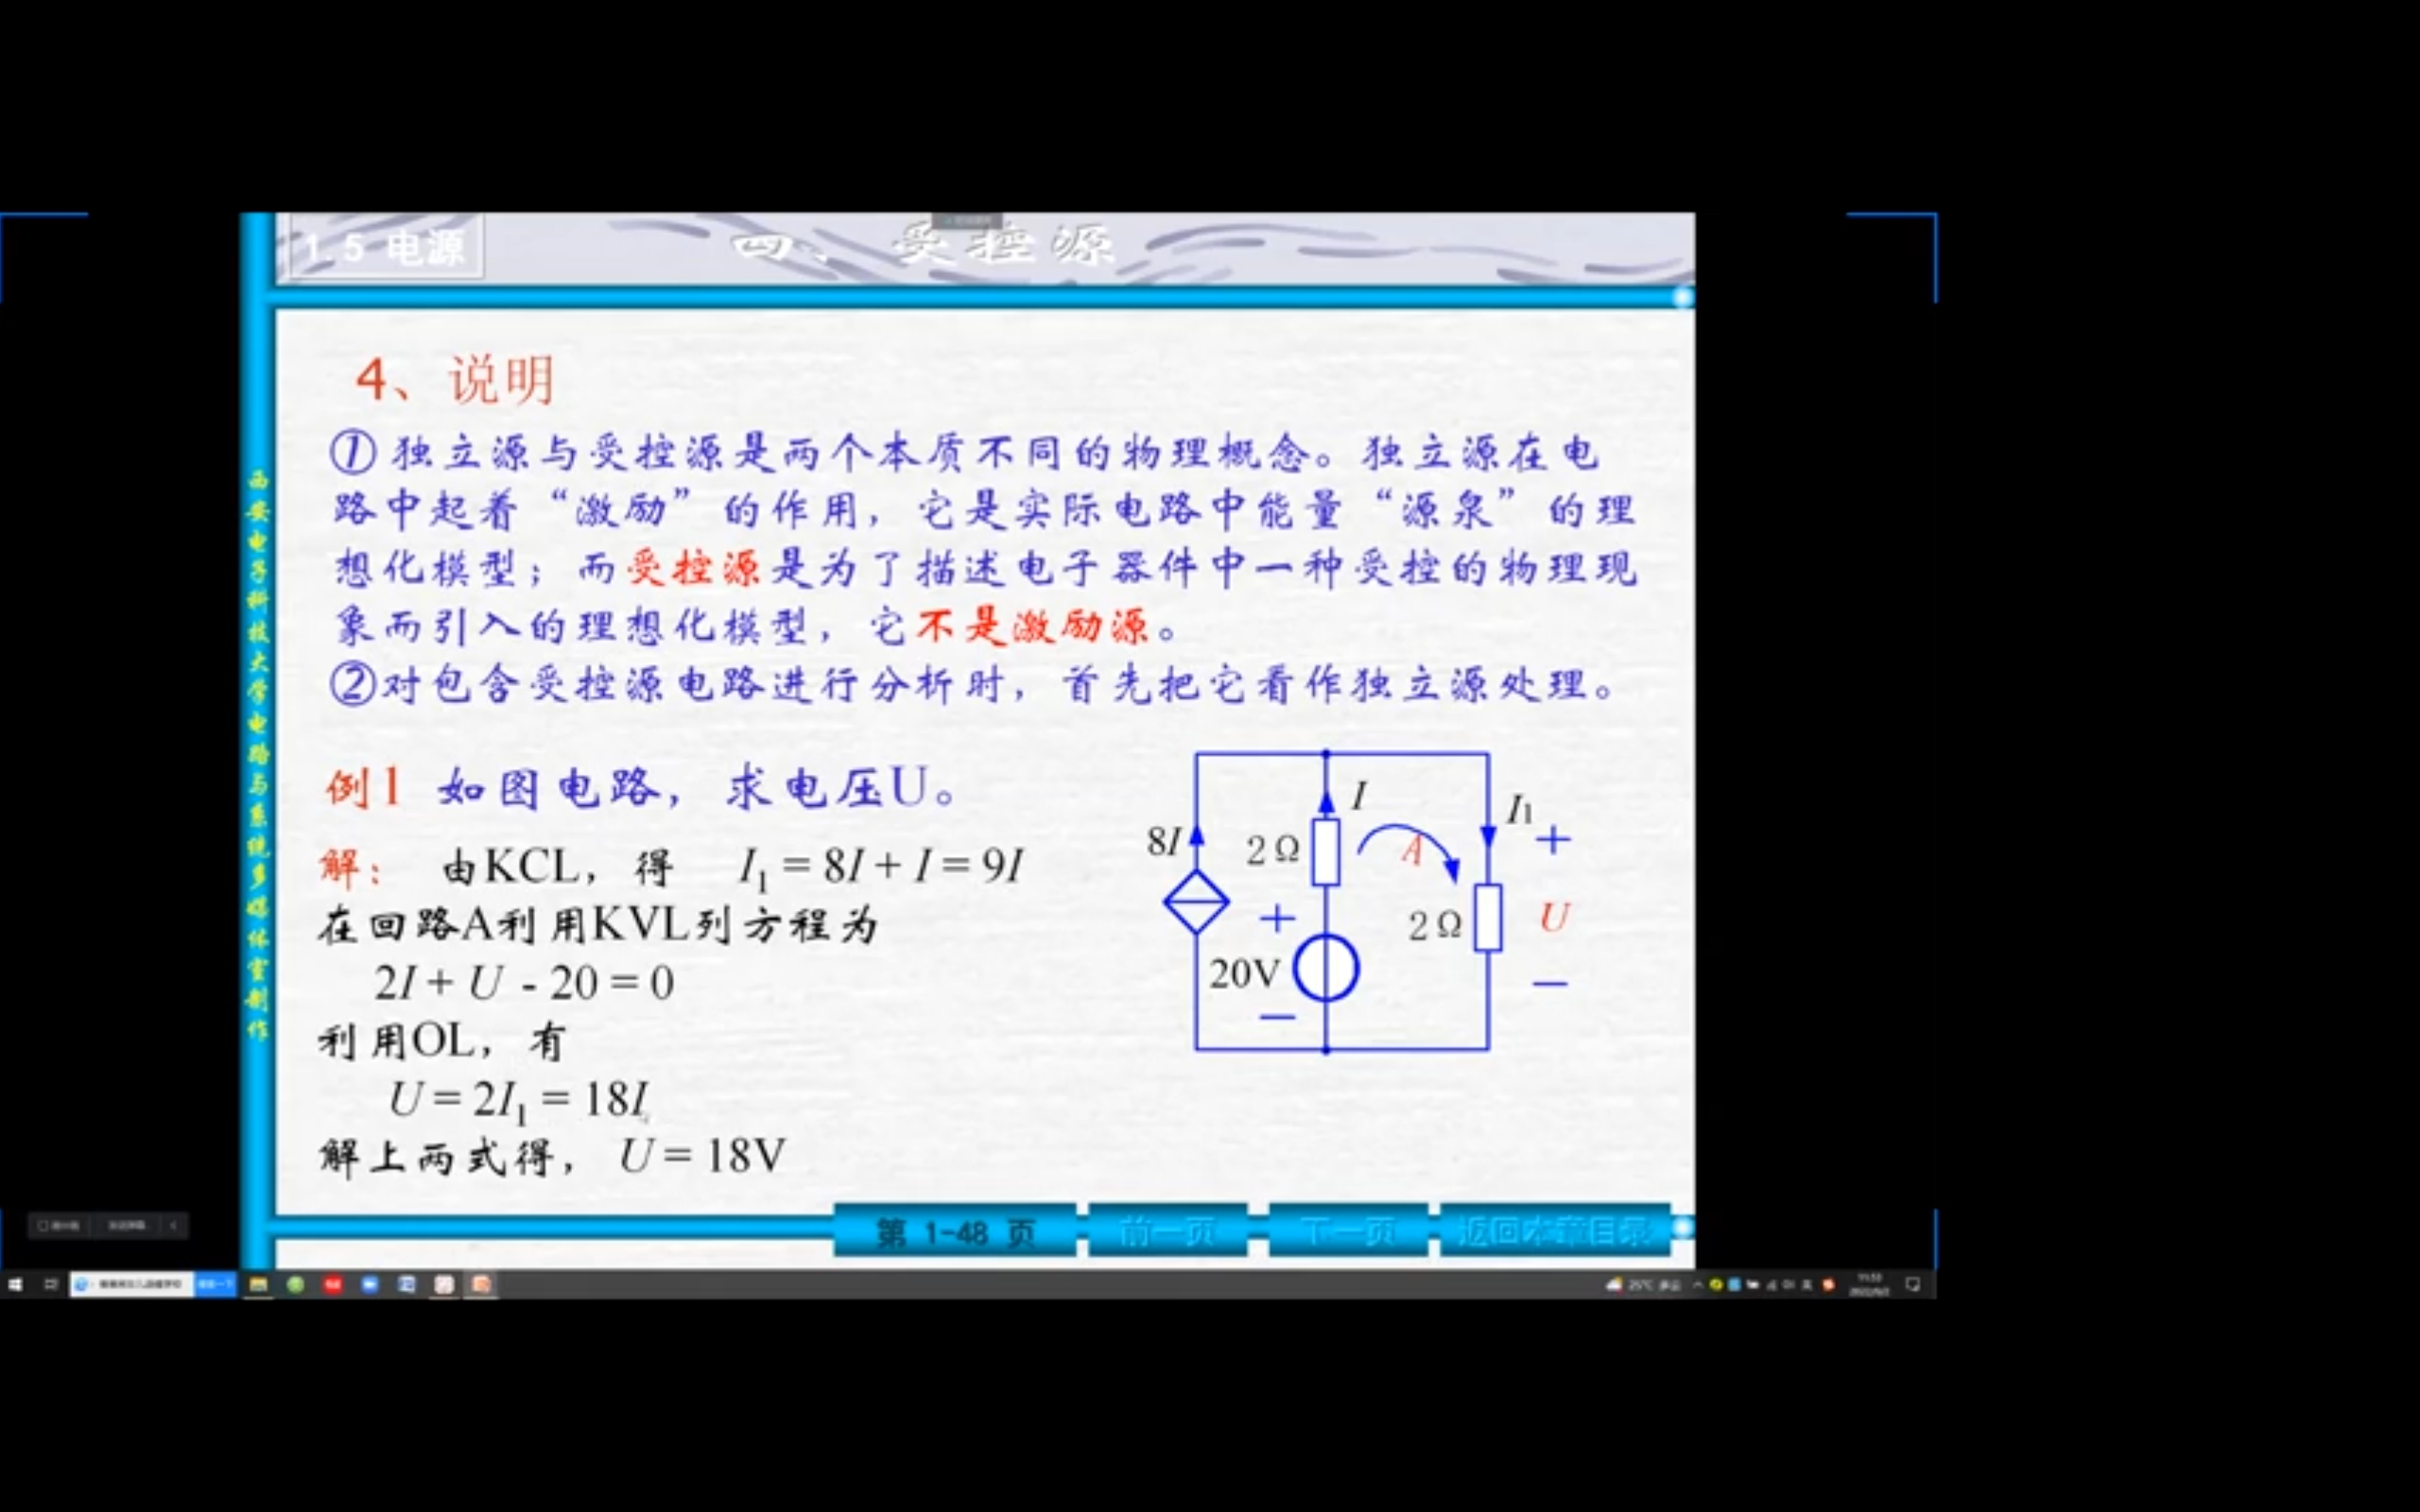 1.5 电源
四、受控源
4、说明
① 独立源与受控源是两个本质不同的物理概念。独立源在电
路中起着“激励”的作用，它是实际电路中能量“源泉”的理
想化模型；而受控源是为了描述电子器件中一种受控的物理现
象而引入的理想化模型，它不是激励源。
②对包含受控源电路进行分析时，首先把它看作独立源处理。
例1 如图电路，求电压U。
解： 由KCL，得 I₁ = 8I + I = 9I
在回路A利用KVL列方程为
2I + U - 20 = 0
利用OL，有
U = 2I₁ = 18I
解上两式得， U = 18V
8I
2Ω
I
A
I₁
+
U
−
2Ω
+
20V
−
西安电子科技大学电路与系统多媒体室制作
第 1-48 页
前一页
下一页
返回本章目录
25℃ 多云